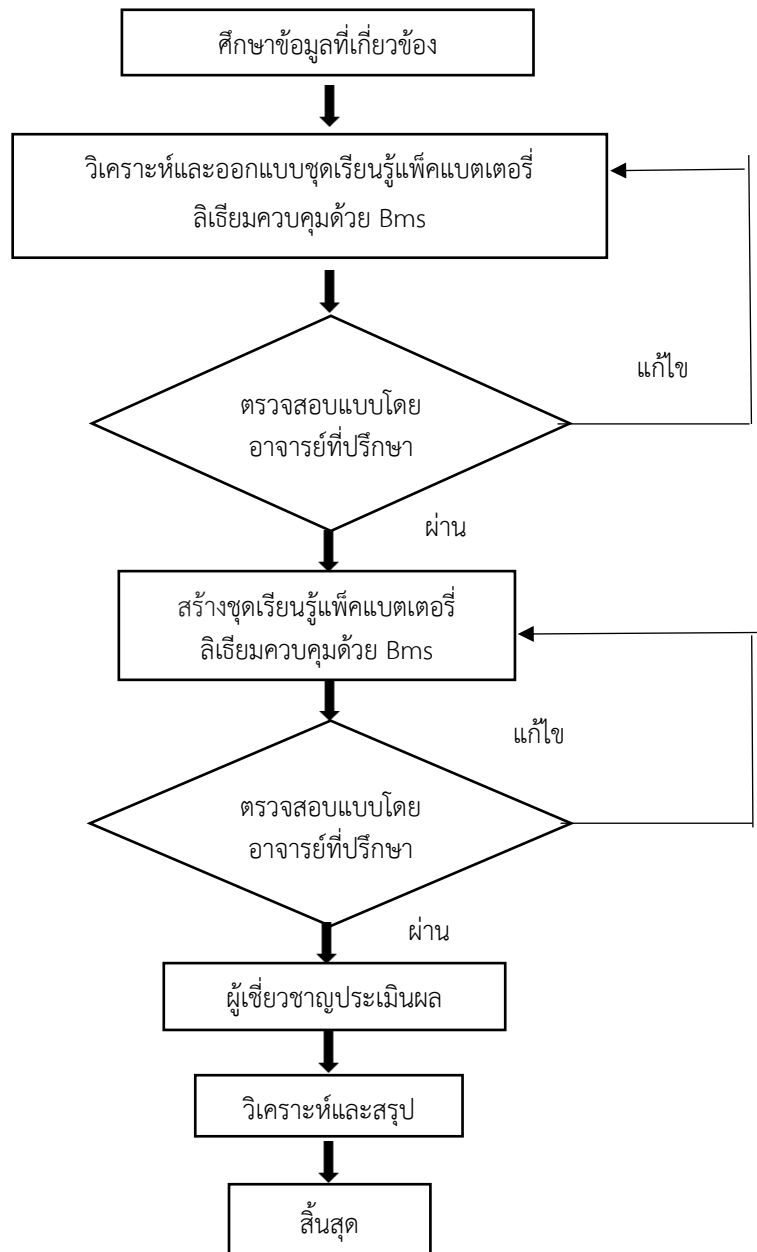 ศึกษาข้อมูลที่เกี่ยวข้อง
วิเคราะห์และออกแบบชุดเรียนรู้แพ็คแบตเตอรี่
ลิเธียมควบคุมด้วย Bms
แก้ไข
ตรวจสอบแบบโดย
อาจารย์ที่ปรึกษา
ผ่าน
สร้างชุดเรียนรู้แพ็คแบตเตอรี่
ลิเธียมควบคุมด้วย Bms
แก้ไข
ตรวจสอบแบบโดย
อาจารย์ที่ปรึกษา
ผ่าน
ผู้เชี่ยวชาญประเมินผล
วิเคราะห์และสรุป
สิ้นสุด